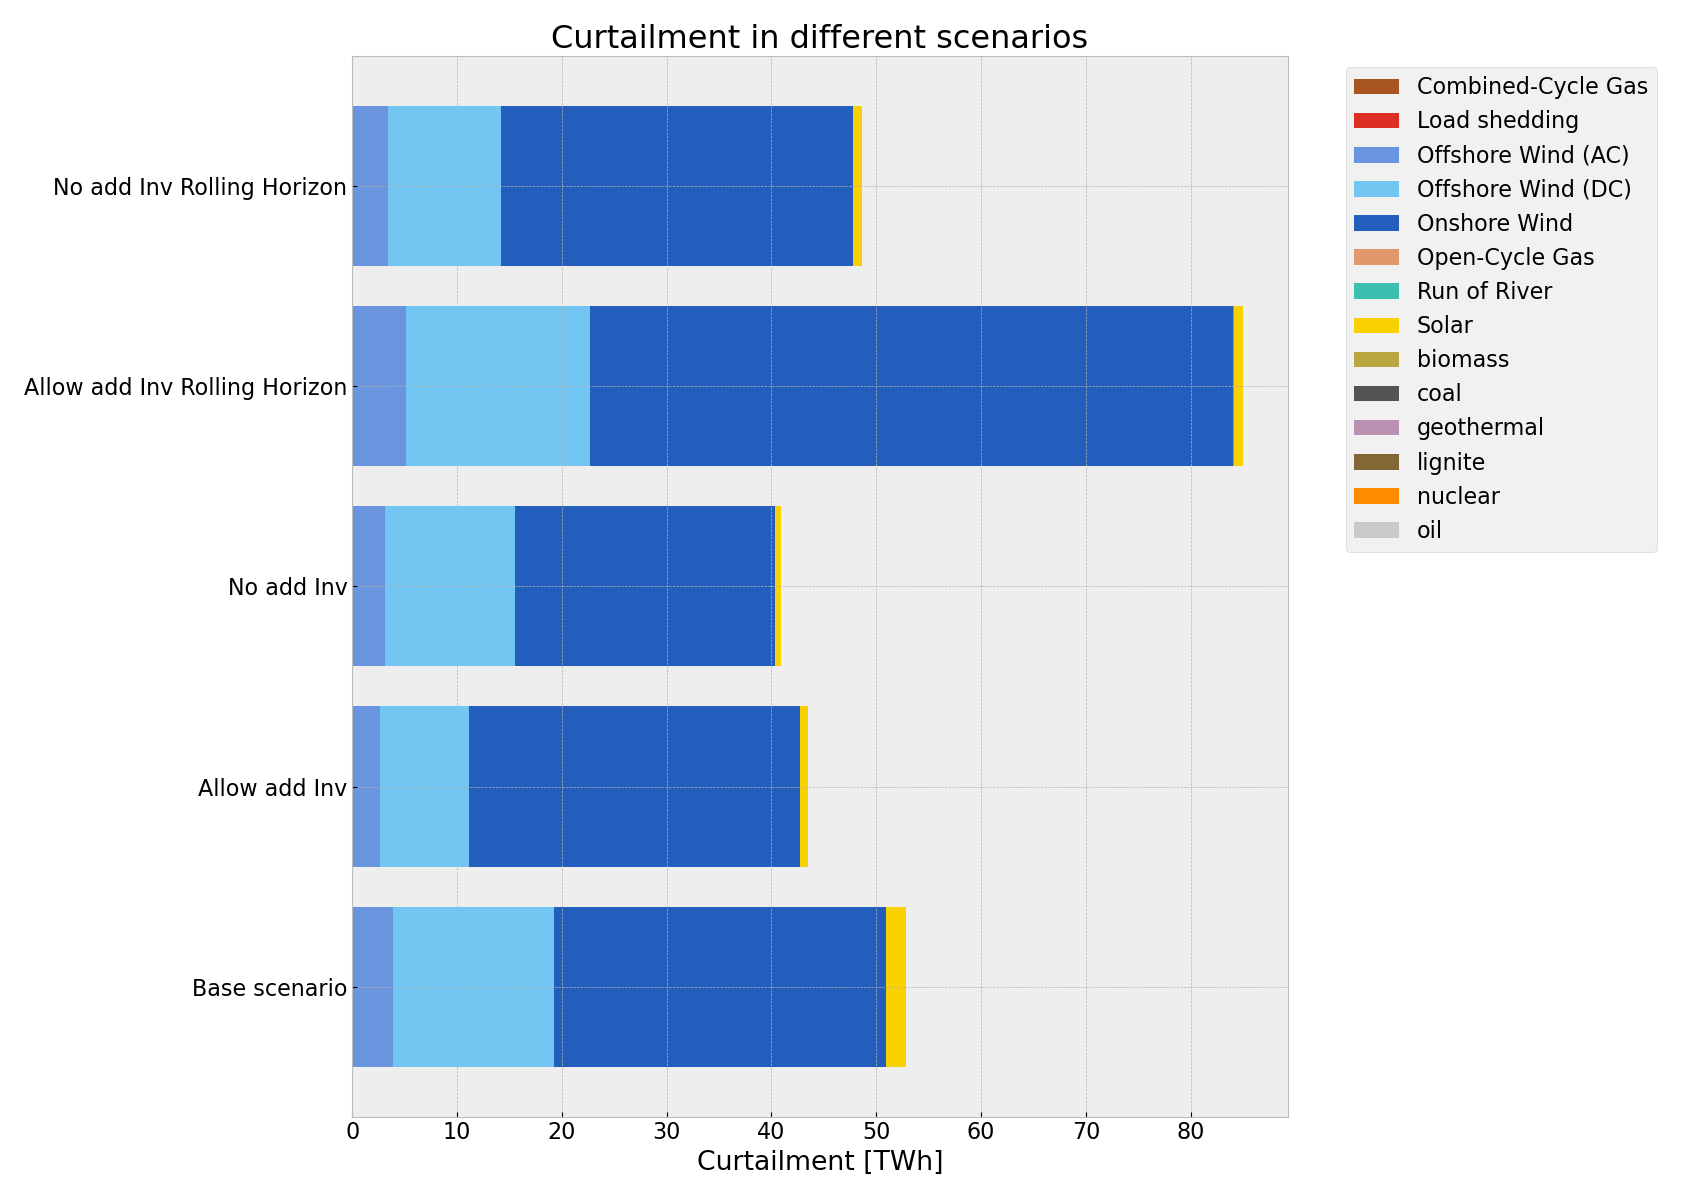 Curtailment in different scenarios
No add Inv Rolling Horizon
Allow add Inv Rolling Horizon
No add Inv
Allow add Inv
Base scenario
0 10 20 30 40 50 60 70 80
Curtailment [TWh]
Combined-Cycle Gas
Load shedding
Offshore Wind (AC)
Offshore Wind (DC)
Onshore Wind
Open-Cycle Gas
Run of River
Solar
biomass
coal
geothermal
lignite
nuclear
oil